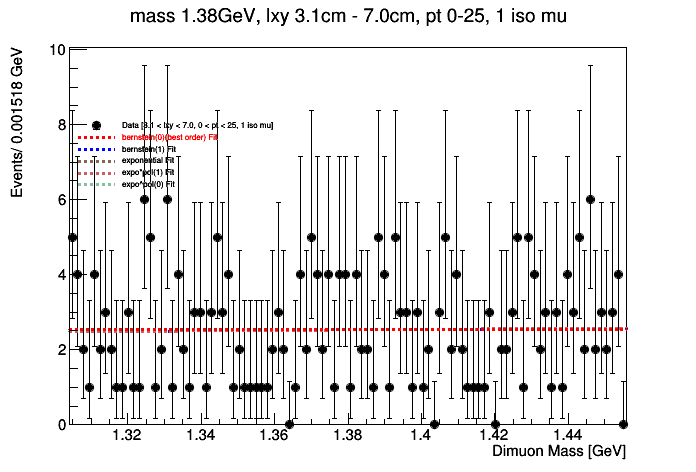 mass 1.38GeV, lxy 3.1cm - 7.0cm, pt 0-25, 1 iso mu
Events/ 0.001518 GeV
10
8
6
4
2
0
Data [3.1 < lxy < 7.0, 0 < pt < 25, 1 iso mu]
bernstein(0)(best order) Fit
bernstein(1) Fit
exponential Fit
expo*pol(1) Fit
expo*pol(0) Fit
1.32 1.34 1.36 1.38 1.4 1.42 1.44
Dimuon Mass [GeV]